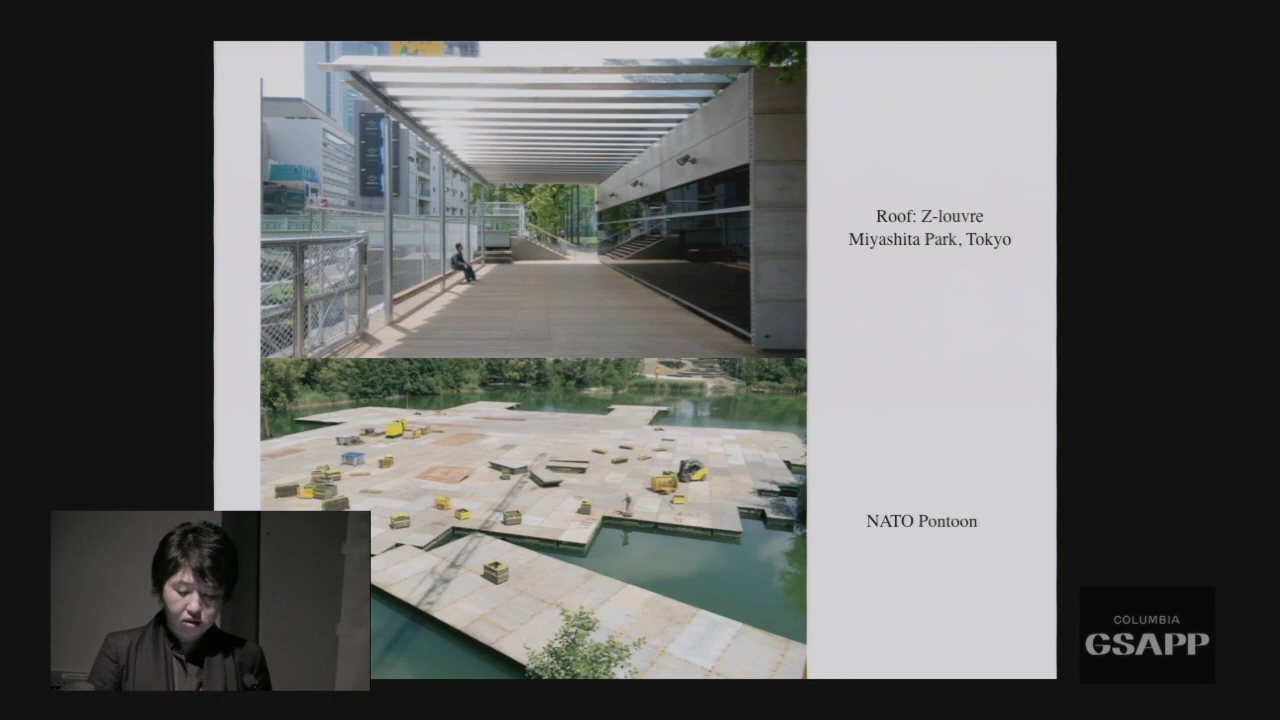 Roof: Z-louvre
Miyashita Park, Tokyo
NATO Pontoon
COLUMBIA
GSAPP